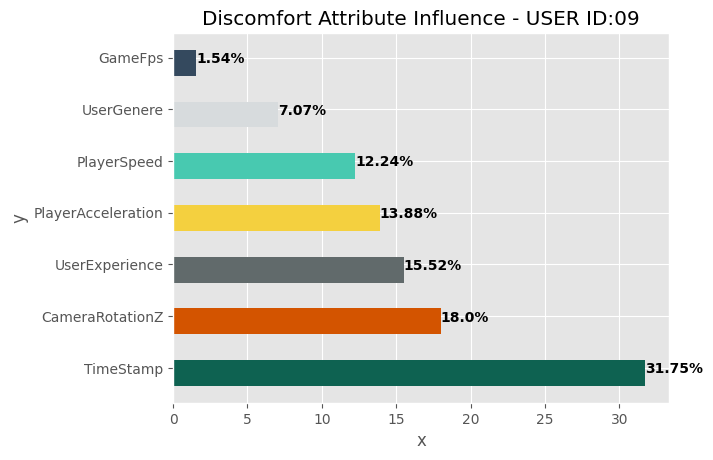 Discomfort Attribute Influence - USER ID:09
GameFps
1.54%
UserGenere
7.07%
PlayerSpeed
12.24%
PlayerAcceleration
13.88%
UserExperience
15.52%
CameraRotationZ
18.0%
TimeStamp
31.75%
y
0 5 10 15 20 25 30
x